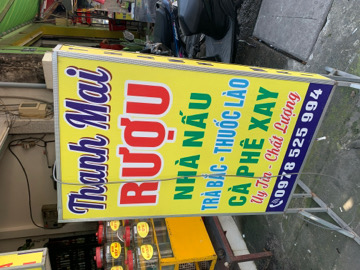 Thanh Mai
RƯỢU
NHÀ NẤU
TRÀ BẮC - THUỐC LÀO
CÀ PHÊ XAY
Uy Tín - Chất Lượng
0978 525 994